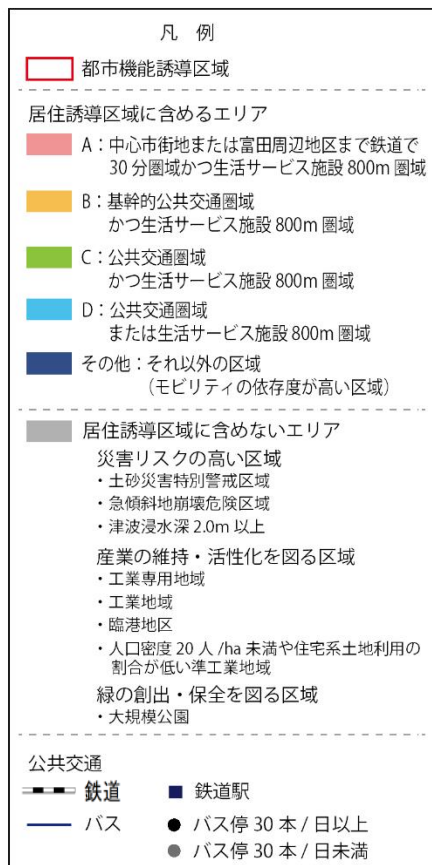 凡 例
都市機能誘導区域
居住誘導区域に含めるエリア
A：中心市街地または富田周辺地区まで鉄道で
30分圏域かつ生活サービス施設800m圏域
B：基幹的公共交通圏域
かつ生活サービス施設800m圏域
C：公共交通圏域
かつ生活サービス施設800m圏域
D：公共交通圏域
または生活サービス施設800m圏域
その他：それ以外の区域
（モビリティの依存度が高い区域）
居住誘導区域に含めないエリア
災害リスクの高い区域
・土砂災害特別警戒区域
・急傾斜地崩壊危険区域
・津波浸水深2.0m以上
産業の維持・活性化を図る区域
・工業専用地域
・工業地域
・臨港地区
・人口密度20人/ha未満や住宅系土地利用の
割合が低い準工業地域
緑の創出・保全を図る区域
・大規模公園
公共交通
鉄道
鉄道駅
バス
バス停30本/日以上
バス停30本/日未満